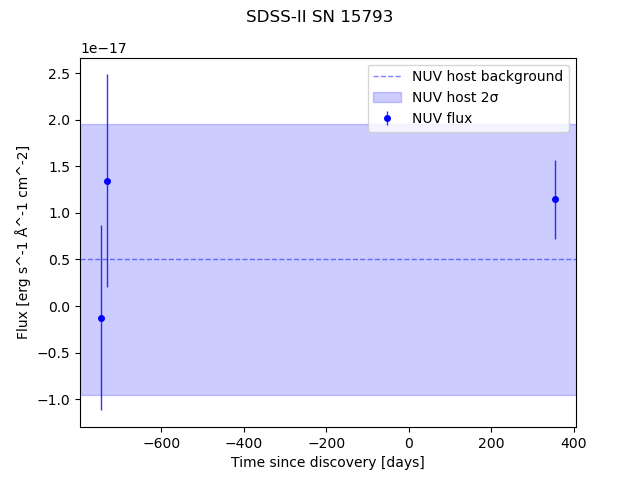 SDSS-II SN 15793
1e−17
2.5
2.0
1.5
1.0
0.5
0.0
−0.5
−1.0
Flux [erg s^-1 Å^-1 cm^-2]
NUV host background
NUV host 2σ
NUV flux
−600
−400
−200
0
200
400
Time since discovery [days]